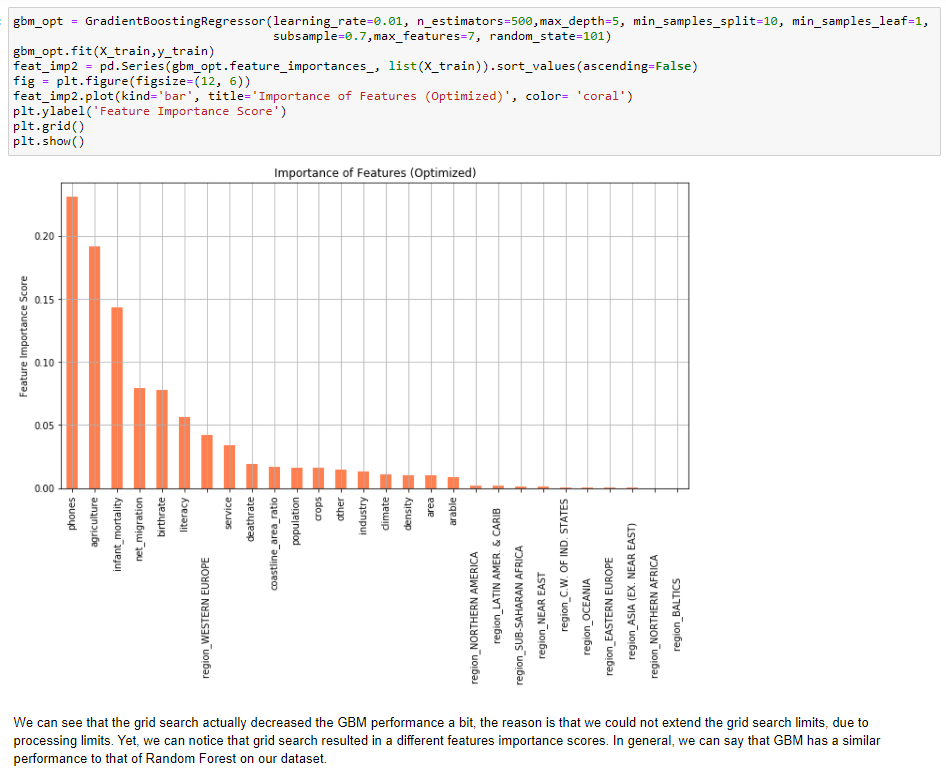 gbm_opt = GradientBoostingRegressor(learning_rate=0.01, n_estimators=500,max_depth=5, min_samples_split=10, min_samples_leaf=1,
subsample=0.7,max_features=7, random_state=101)
gbm_opt.fit(X_train,y_train)
feat_imp2 = pd.Series(gbm_opt.feature_importances_, list(X_train)).sort_values(ascending=False)
fig = plt.figure(figsize=(12, 6))
feat_imp2.plot(kind='bar', title='Importance of Features (Optimized)', color= 'coral')
plt.ylabel('Feature Importance Score')
plt.grid()
plt.show()
Importance of Features (Optimized)
Feature Importance Score
0.20
0.15
0.10
0.05
0.00
phones
agriculture
infant_mortality
net_migration
birthrate
literacy
region_WESTERN EUROPE
service
deathrate
coastline_area_ratio
population
crops
other
industry
climate
density
area
arable
region_NORTHERN AMERICA
region_LATIN AMER. & CARIB
region_SUB-SAHARAN AFRICA
region_NEAR EAST
region_C.W. OF IND. STATES
region_OCEANIA
region_EASTERN EUROPE
region_ASIA (EX. NEAR EAST)
region_NORTHERN AFRICA
region_BALTICS
We can see that the grid search actually decreased the GBM performance a bit, the reason is that we could not extend the grid search limits, due to
processing limits. Yet, we can notice that grid search resulted in a different features importance scores. In general, we can say that GBM has a similar
performance to that of Random Forest on our dataset.